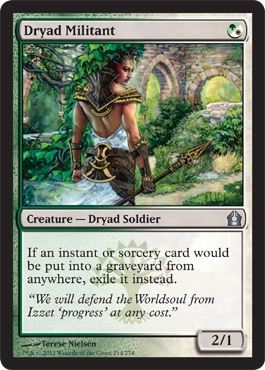 Dryad Militant
Creature — Dryad Soldier
If an instant or sorcery card would
be put into a graveyard from
anywhere, exile it instead.
“We will defend the Worldsoul from
Izzet ‘progress’ at any cost.”
Terese Nielsen
2/1
™ & © 2012 Wizards of the Coast 214/274